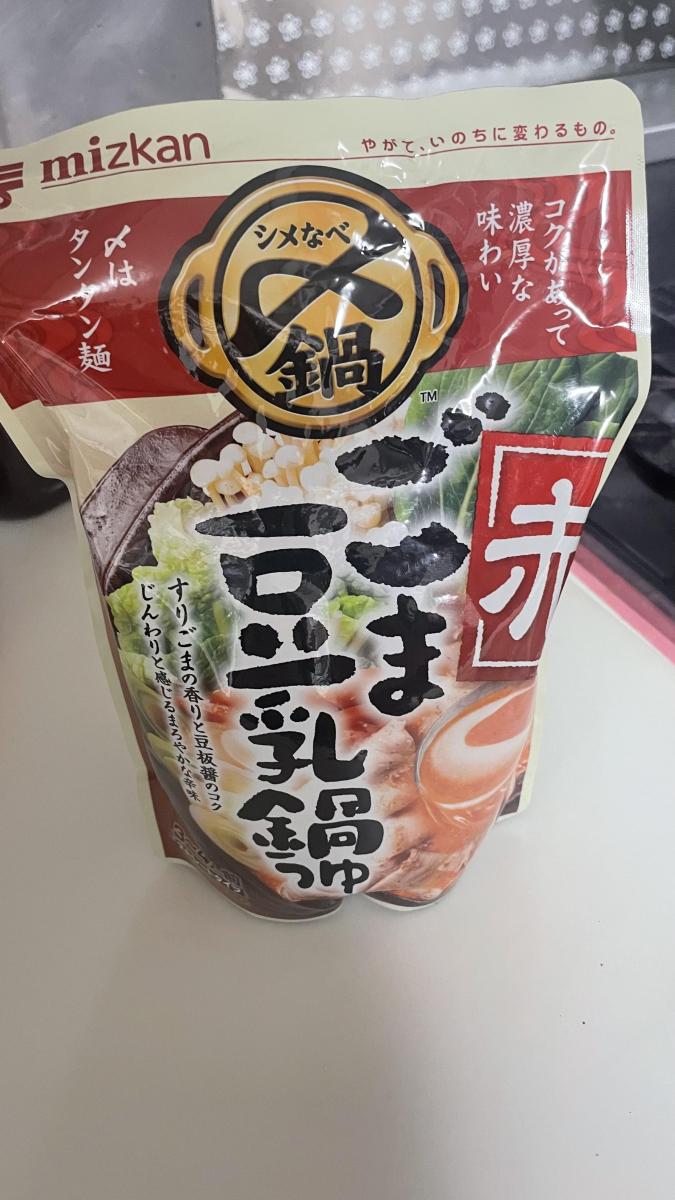 mizkan
やがて、いのちに変わるもの。
コクがあって
濃厚な
味わい
シメなべ
〆
鍋
TM
〆は
タンタン麺
赤
ごま
豆乳鍋
つゆ
すりごまの香りと豆板醤のコク
じんわりと感じるまろやかな辛味